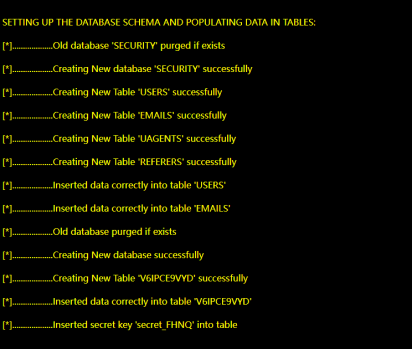 SETTING UP THE DATABASE SCHEMA AND POPULATING DATA IN TABLES:
[*]...................Old database 'SECURITY' purged if exists
[*]...................Creating New database 'SECURITY' successfully
[*]...................Creating New Table 'USERS' successfully
[*]...................Creating New Table 'EMAILS' successfully
[*]...................Creating New Table 'UAGENTS' successfully
[*]...................Creating New Table 'REFERERS' successfully
[*]...................Inserted data correctly into table 'USERS'
[*]...................Inserted data correctly into table 'EMAILS'
[*]...................Old database purged if exists
[*]...................Creating New database successfully
[*]...................Creating New Table 'V6IPCE9VYD' successfully
[*]...................Inserted data correctly into table 'V6IPCE9VYD'
[*]...................Inserted secret key 'secret_FHNQ' into table